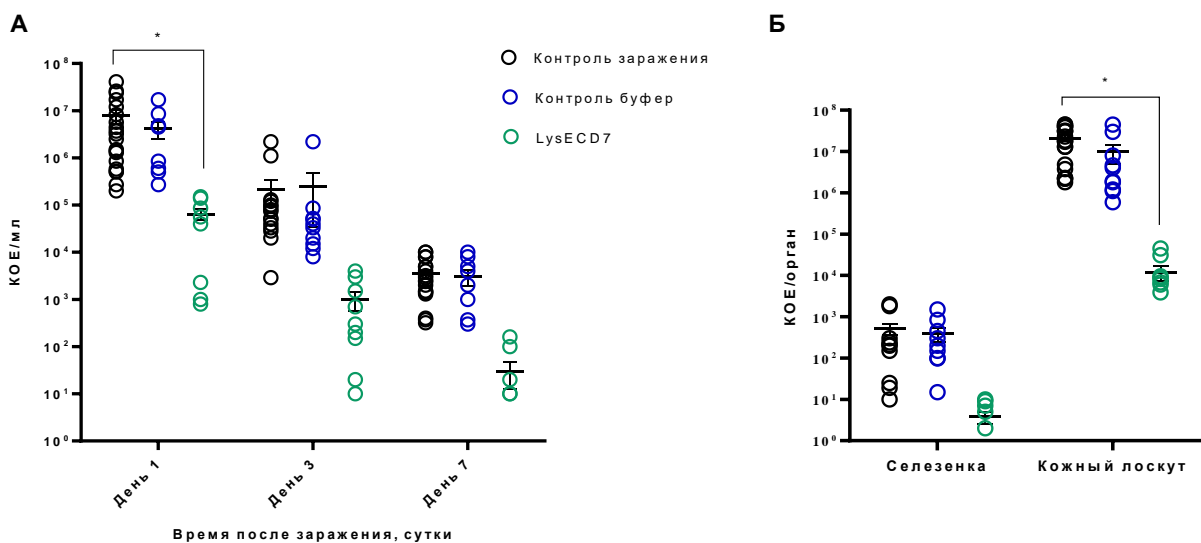 А
*
10⁸
10⁷
10⁶
10⁵
10⁴
10³
10²
10¹
10⁰
КОЕ/мл
День 1
День 3
День 7
Время после заражения, сутки
Контроль заражения
Контроль буфер
LysECD7
Б
*
10⁸
10⁷
10⁶
10⁵
10⁴
10³
10²
10¹
10⁰
КОЕ/орган
Селезенка
Кожный лоскут